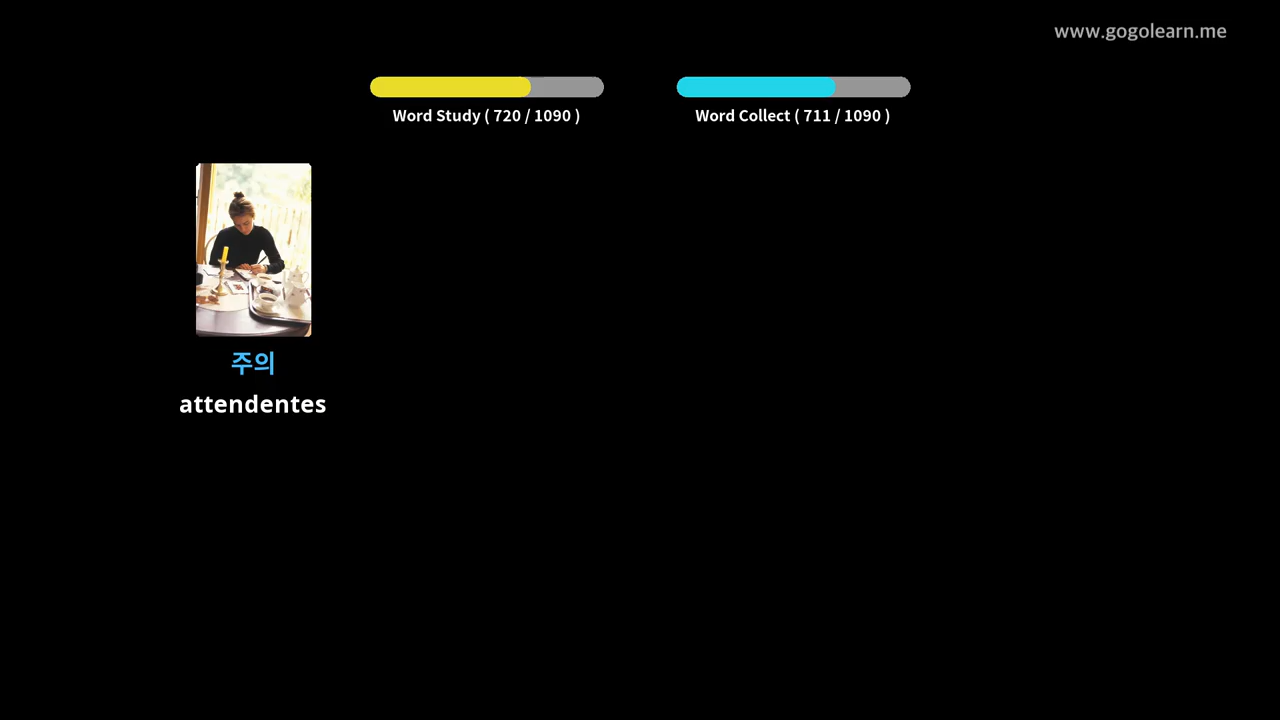 www.gogolearn.me
Word Study ( 720 / 1090 )
Word Collect ( 711 / 1090 )
주의
attendentes